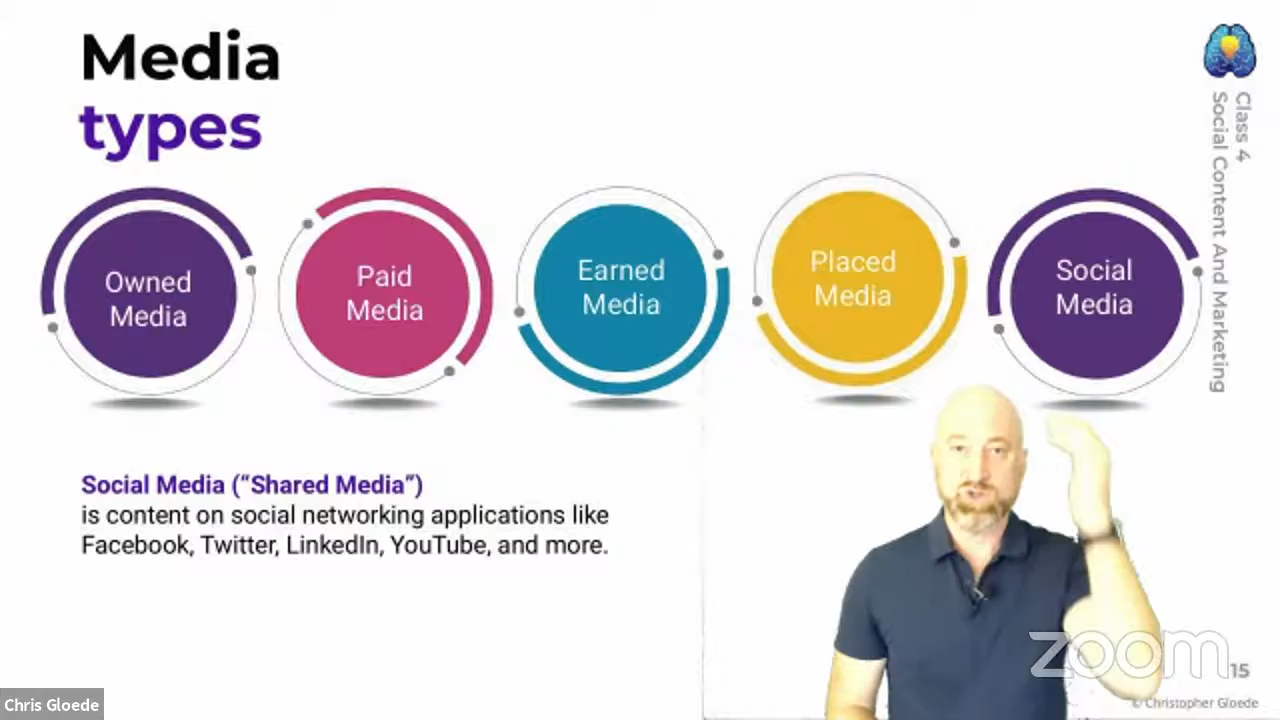 Media
types
Class 4
Social Content And Marketing
Owned
Media
Paid
Media
Earned
Media
Placed
Media
Social
Media
Social Media (“Shared Media”)
is content on social networking applications like
Facebook, Twitter, LinkedIn, YouTube, and more.
zoom
15
© Christopher Gloede
Chris Gloede